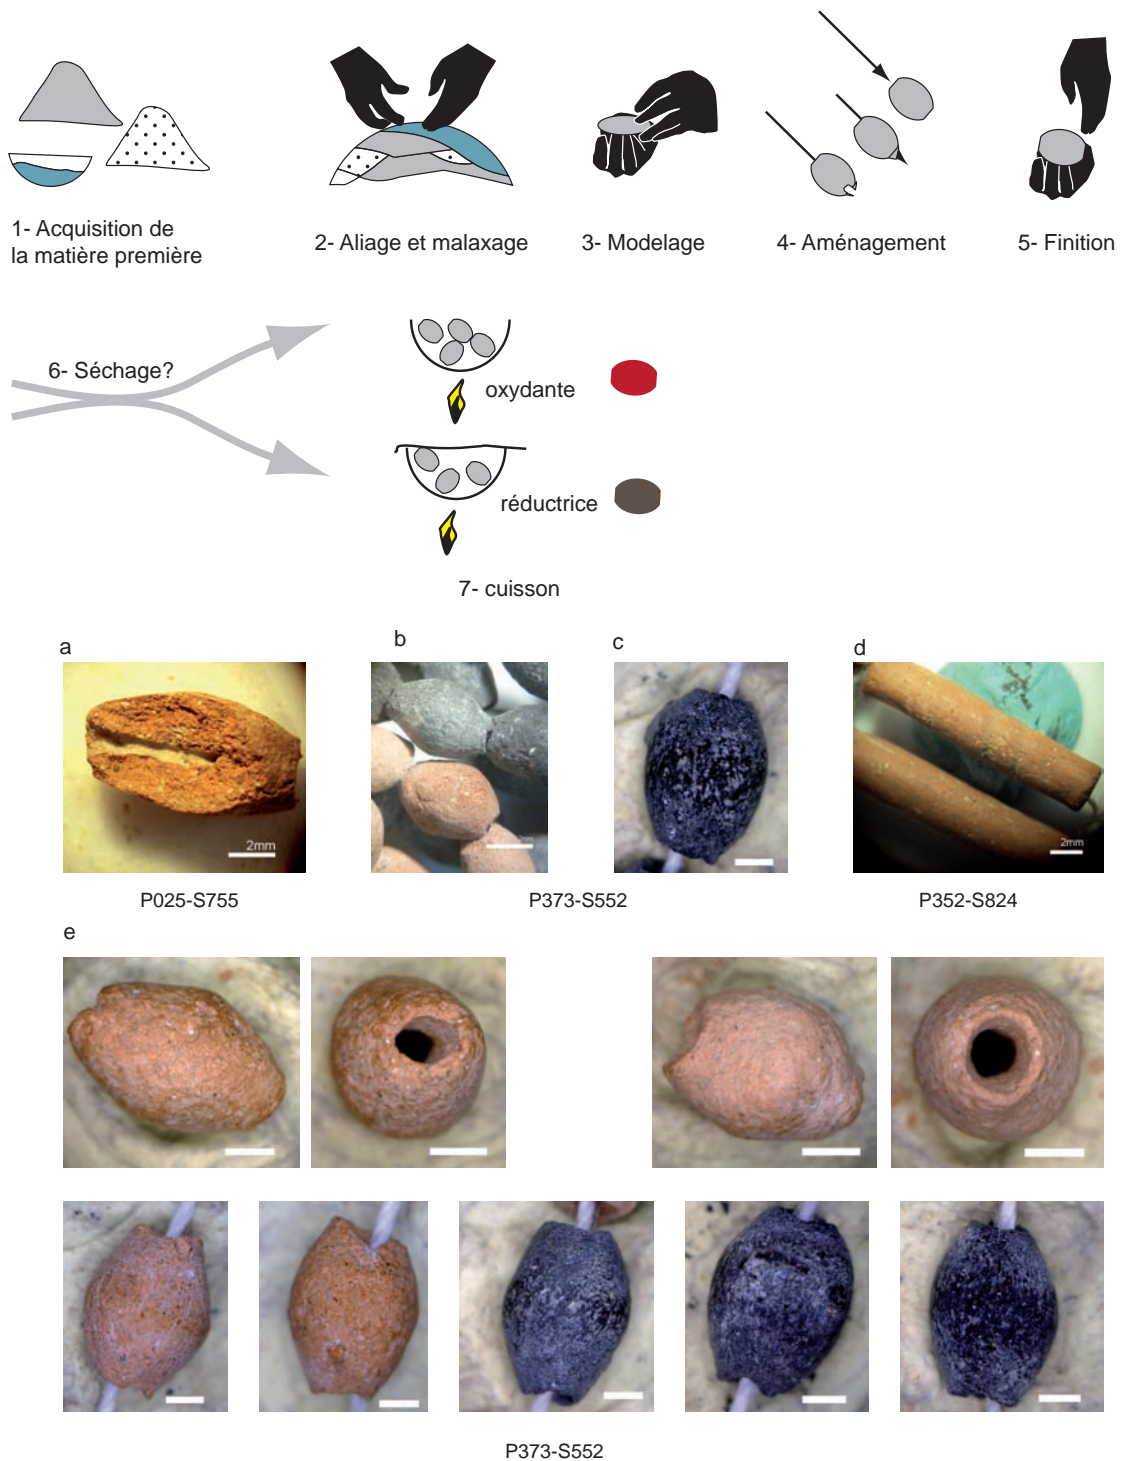 1- Acquisition de
la matière première
2- Aliage et malaxage
3- Modelage
4- Aménagement
5- Finition
6- Séchage?
oxydante
réductrice
7- cuisson
a
b
c
d
2mm
2mm
P025-S755
P373-S552
P352-S824
e
P373-S552